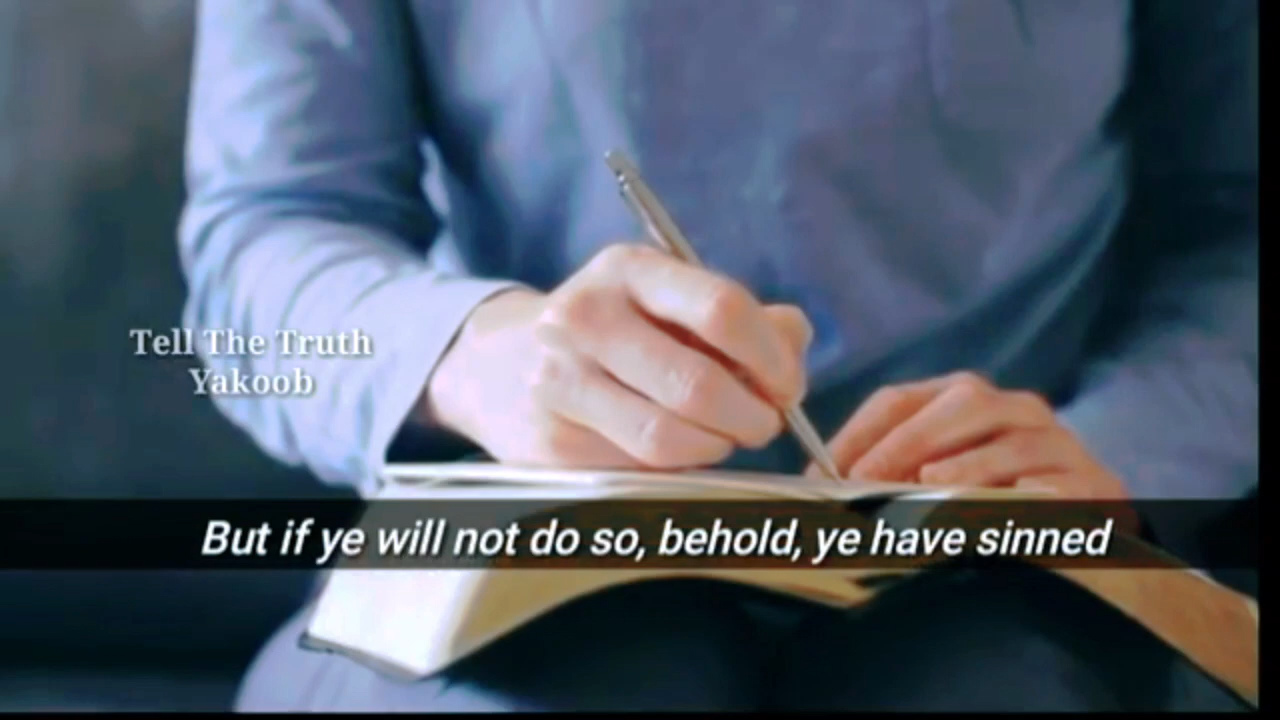 Tell The Truth
Yakoob
But if ye will not do so, behold, ye have sinned